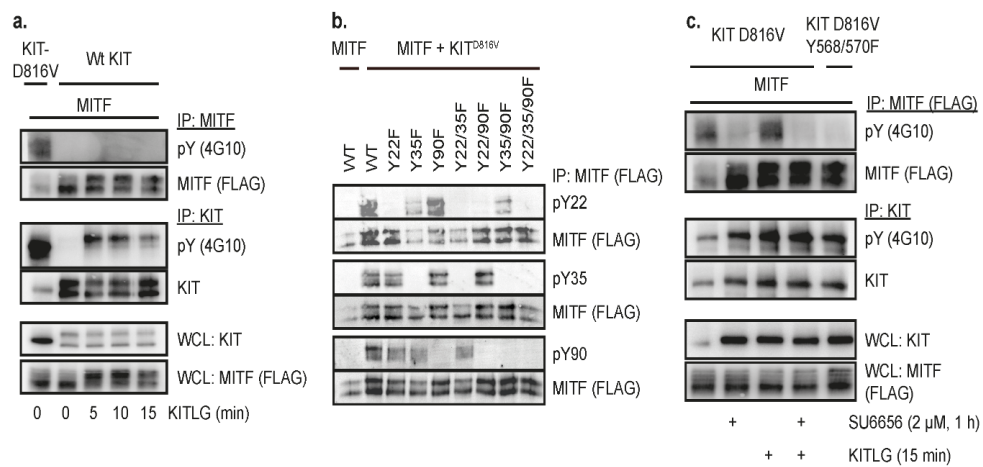 a.
KIT-
D816V
Wt KIT
MITF
IP: MITF
pY (4G10)
MITF (FLAG)
IP: KIT
pY (4G10)
KIT
WCL: KIT
WCL: MITF (FLAG)
0 0 5 10 15 KITLG (min)
b.
MITF MITF + KITD816V
WT
WT
Y22F
Y35F
Y90F
Y22/35F
Y22/90F
Y35/90F
Y22/35/90F
IP: MITF (FLAG)
pY22
MITF (FLAG)
pY35
MITF (FLAG)
pY90
MITF (FLAG)
c.
KIT D816V
KIT D816V
Y568/570F
MITF
IP: MITF (FLAG)
pY (4G10)
MITF (FLAG)
IP: KIT
pY (4G10)
KIT
WCL: KIT
WCL: MITF
(FLAG)
+ + SU6656 (2 µM, 1 h)
+ + KITLG (15 min)